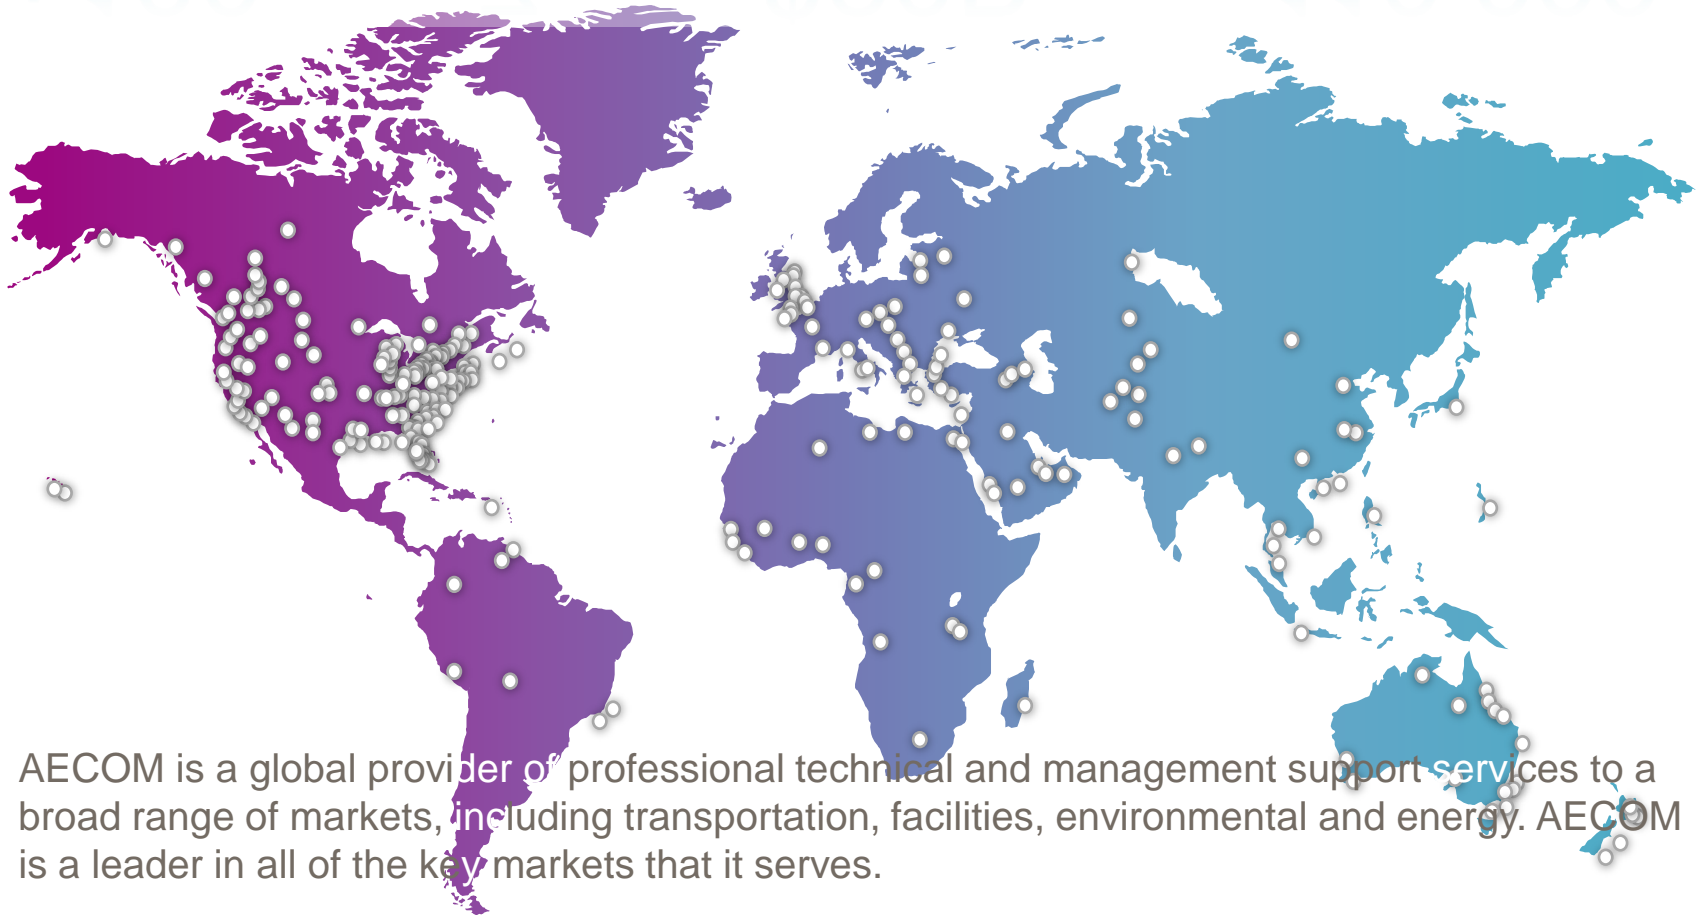 AECOM is a global provider of professional technical and management support services to a
broad range of markets, including transportation, facilities, environmental and energy. AECOM
is a leader in all of the key markets that it serves.